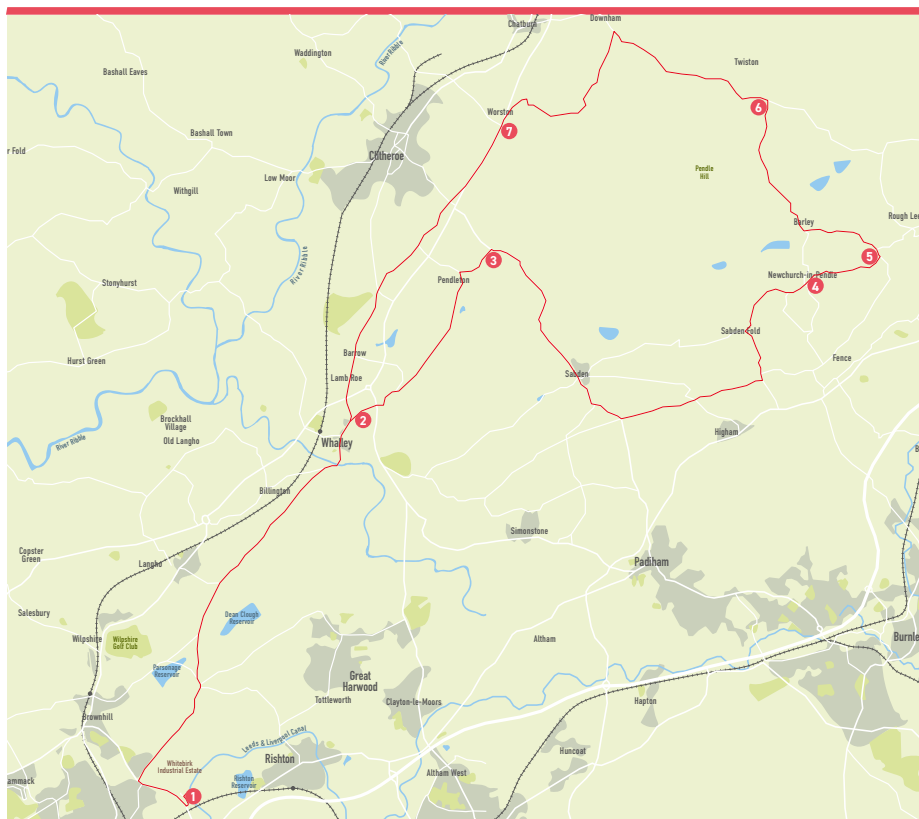 Downham
Chatburn
Waddington
River Ribble
Twiston
Bashall Eaves
6
Worston
7
Bashall Town
r Fold
Clitheroe
Low Moor
Pendle
Hill
Withgill
Barley
Rough Lee
River Ribble
3
5
Newchurch-in-Pendle
4
Pendleton
Stonyhurst
Sabden Fold
Barrow
Fence
Hurst Green
Lamb Roe
Sabden
2
Brockhall
Village
Old Langho
River Ribble
Whalley
Higham
Billington
Simonstone
Copster
Green
Langho
Padiham
Salesbury
Dean Clough
Reservoir
Wilpshire
Wilpshire
Golf Club
Altham
Burnle
Parsonage
Reservoir
Great
Harwood
Tottleworth
Clayton-le-Moors
Hapton
Brownhill
Leeds & Liverpool Canal
Huncoat
Whitebirk
Industrial Estate
Rishton
Altham West
ammack
Rishton
Reservoir
1